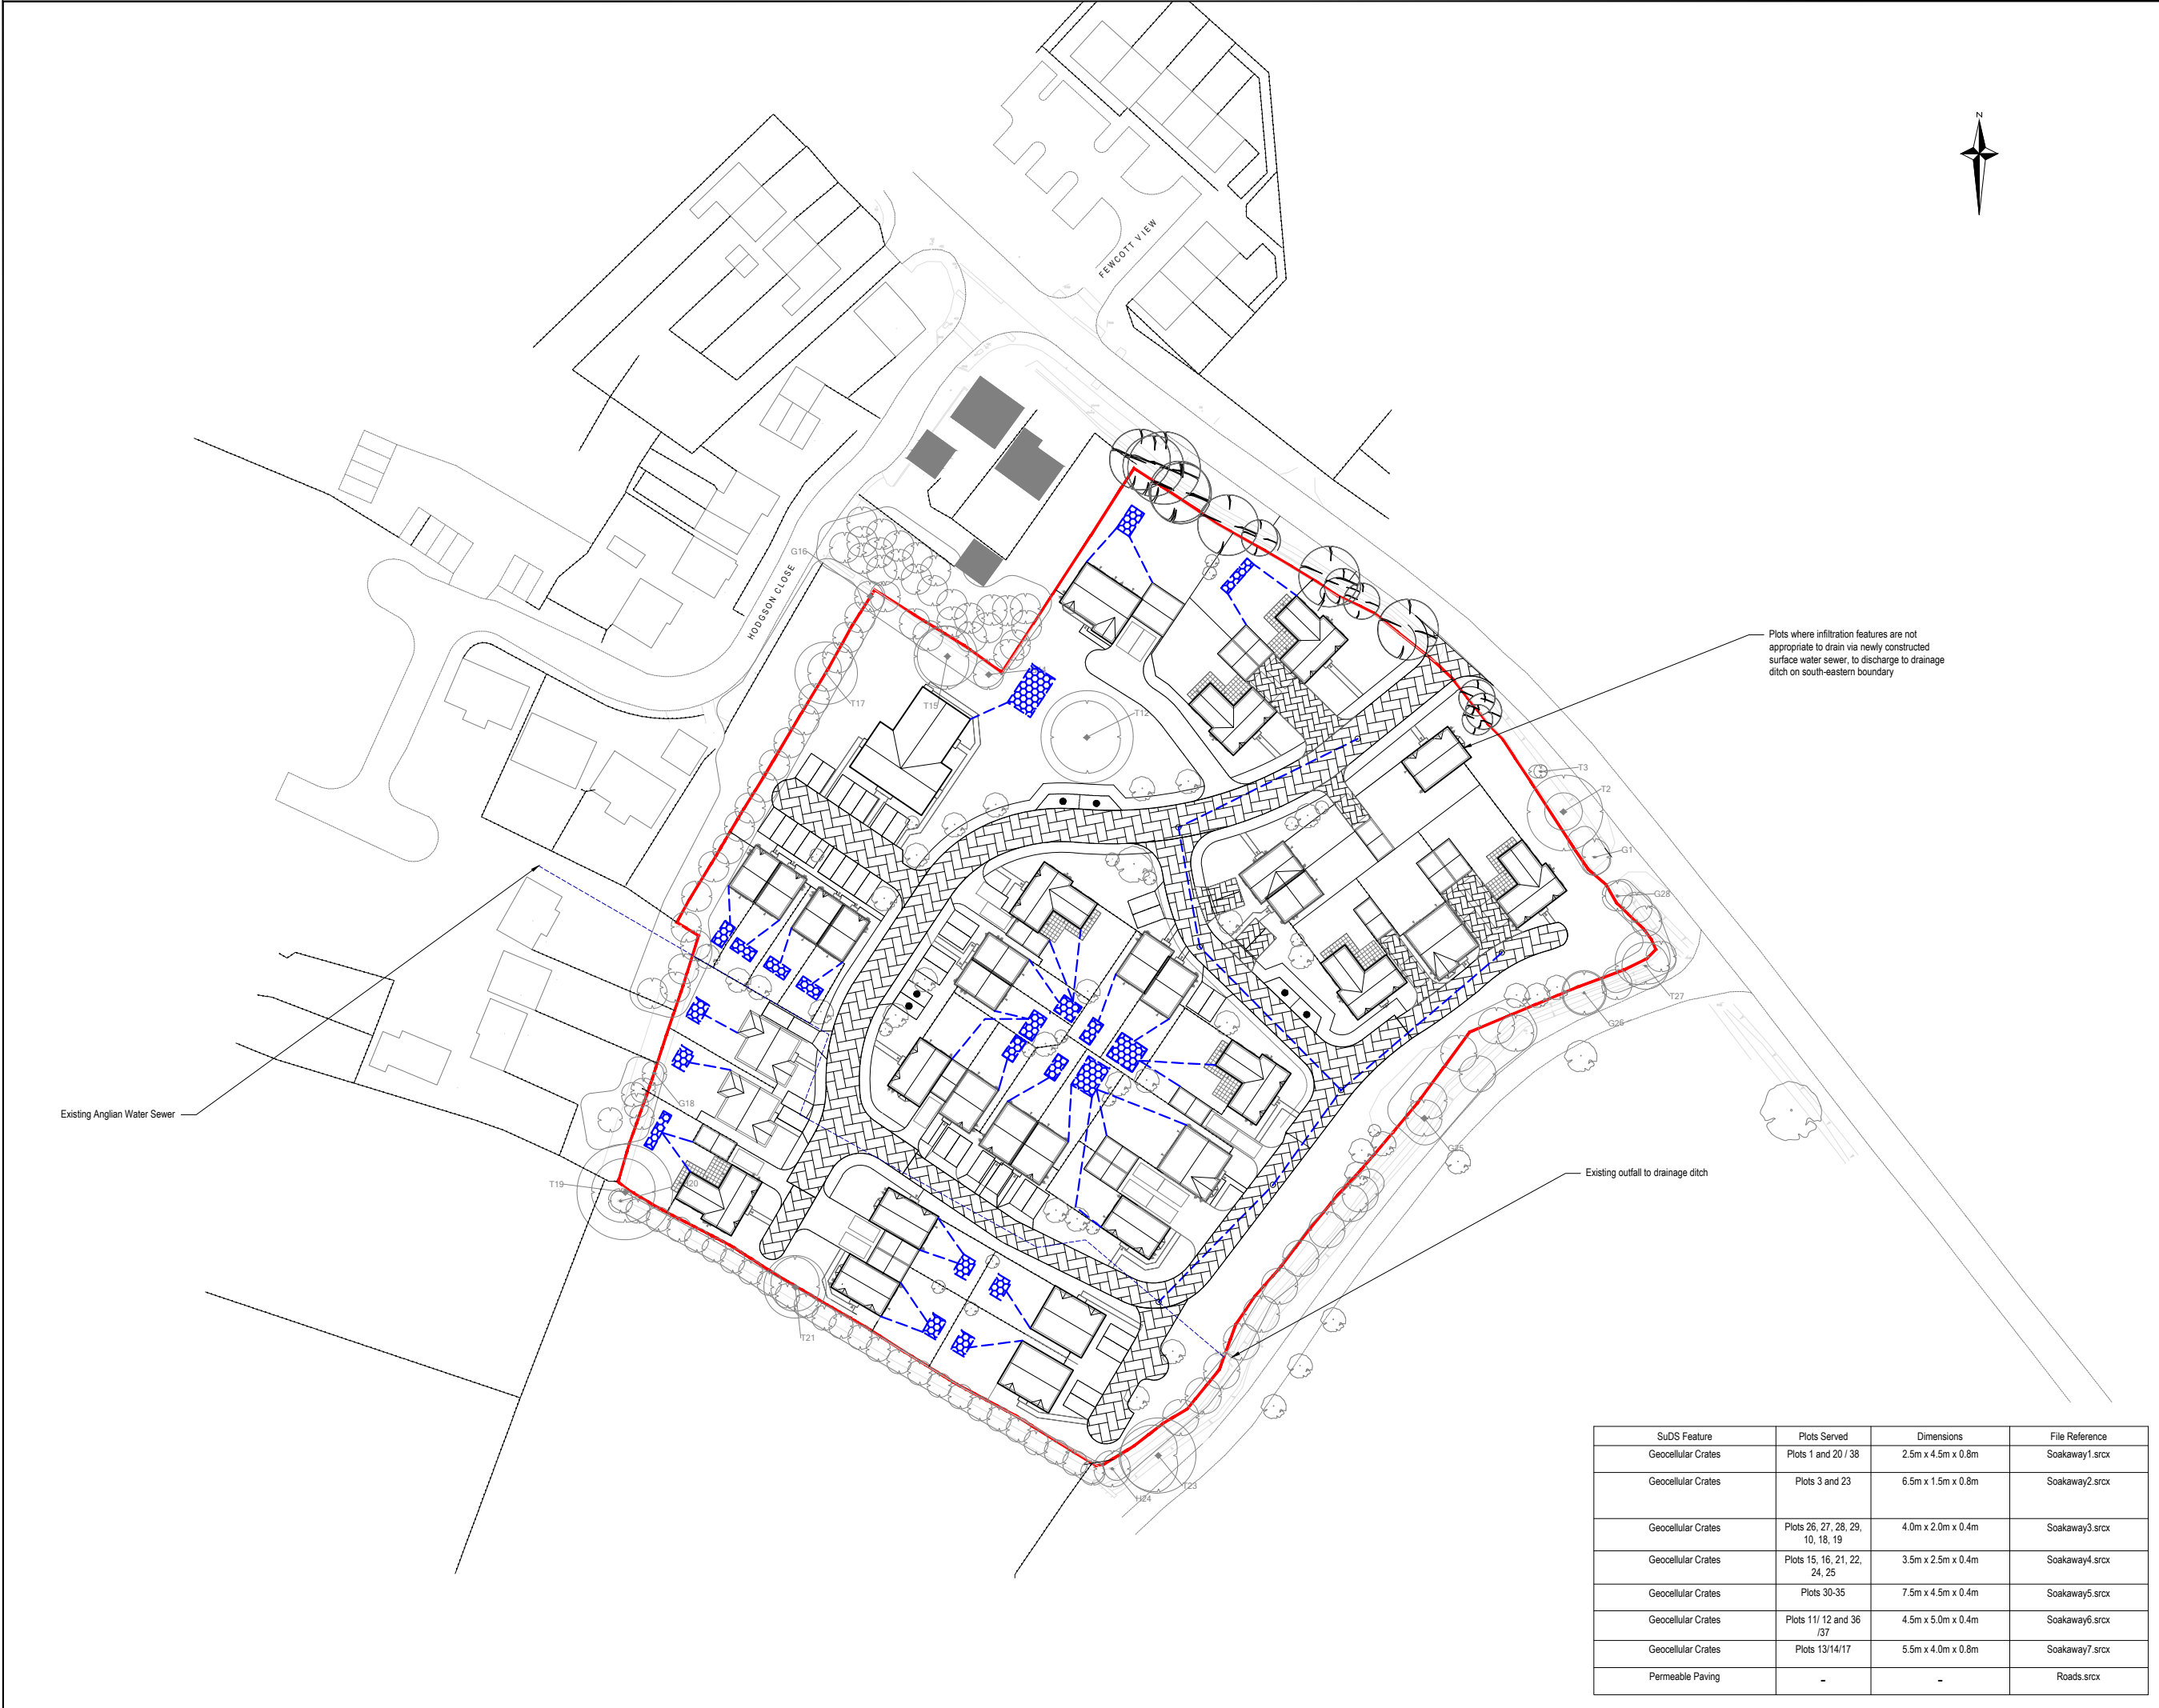 N
FEWCOTT VIEW
HODGSON CLOSE
G16
T17
T15
T12
Plots where infiltration features are not
appropriate to drain via newly constructed
surface water sewer, to discharge to drainage
ditch on south-eastern boundary
T3
T2
G1
G28
T27
G26
G25
Existing Anglian Water Sewer
G18
T19
Existing outfall to drainage ditch
T21
T23
H24
SuDS Feature Plots Served Dimensions File Reference
Geocellular Crates Plots 1 and 20 / 38 2.5m x 4.5m x 0.8m Soakaway1.srcx
Geocellular Crates Plots 3 and 23 6.5m x 1.5m x 0.8m Soakaway2.srcx
Geocellular Crates Plots 26, 27, 28, 29, 4.0m x 2.0m x 0.4m Soakaway3.srcx
10, 18, 19
Geocellular Crates Plots 15, 16, 21, 22, 3.5m x 2.5m x 0.4m Soakaway4.srcx
24, 25
Geocellular Crates Plots 30-35 7.5m x 4.5m x 0.4m Soakaway5.srcx
Geocellular Crates Plots 11/ 12 and 36 4.5m x 5.0m x 0.4m Soakaway6.srcx
/37
Geocellular Crates Plots 13/14/17 5.5m x 4.0m x 0.8m Soakaway7.srcx
Permeable Paving - - Roads.srcx